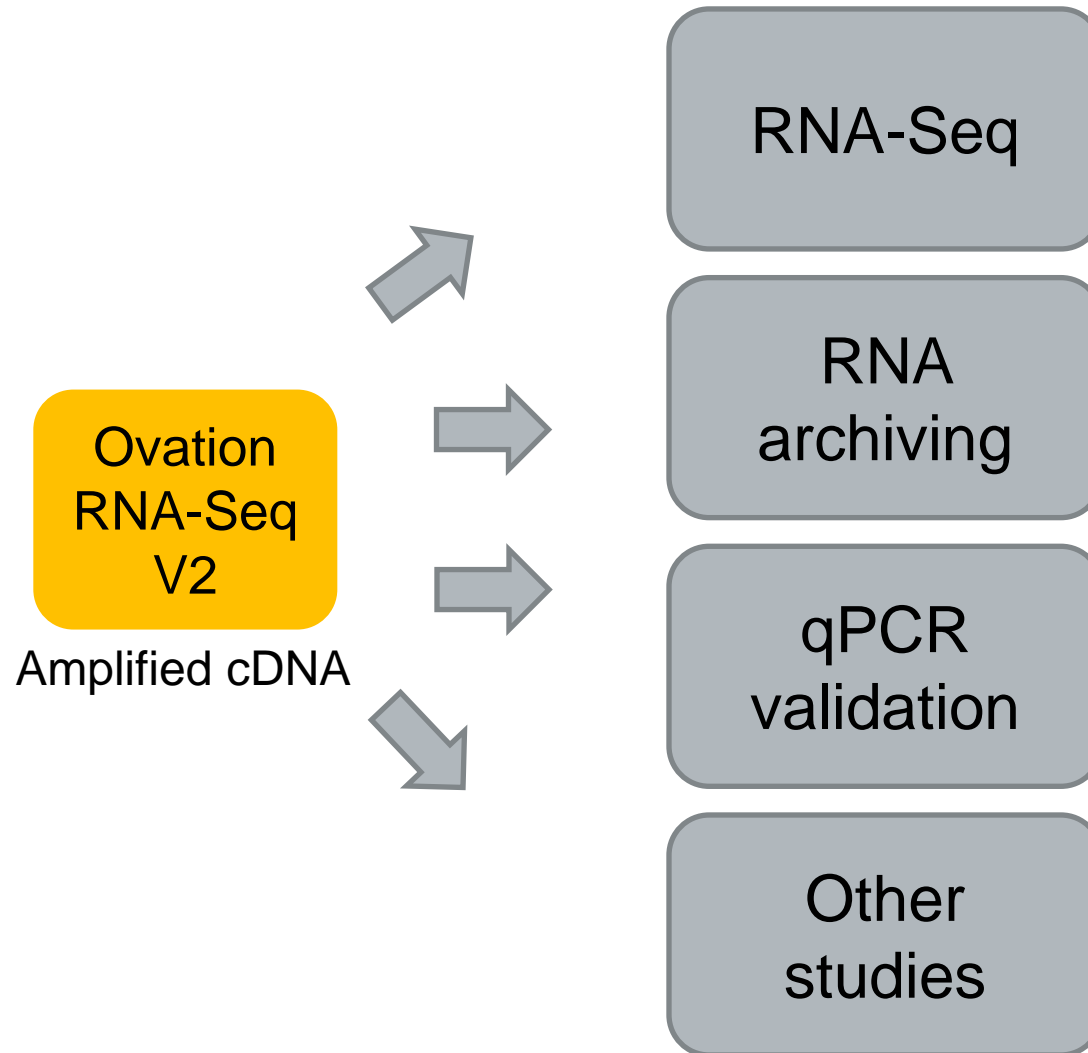 Ovation
RNA-Seq
V2
Amplified cDNA
RNA-Seq
RNA
archiving
qPCR
validation
Other
studies